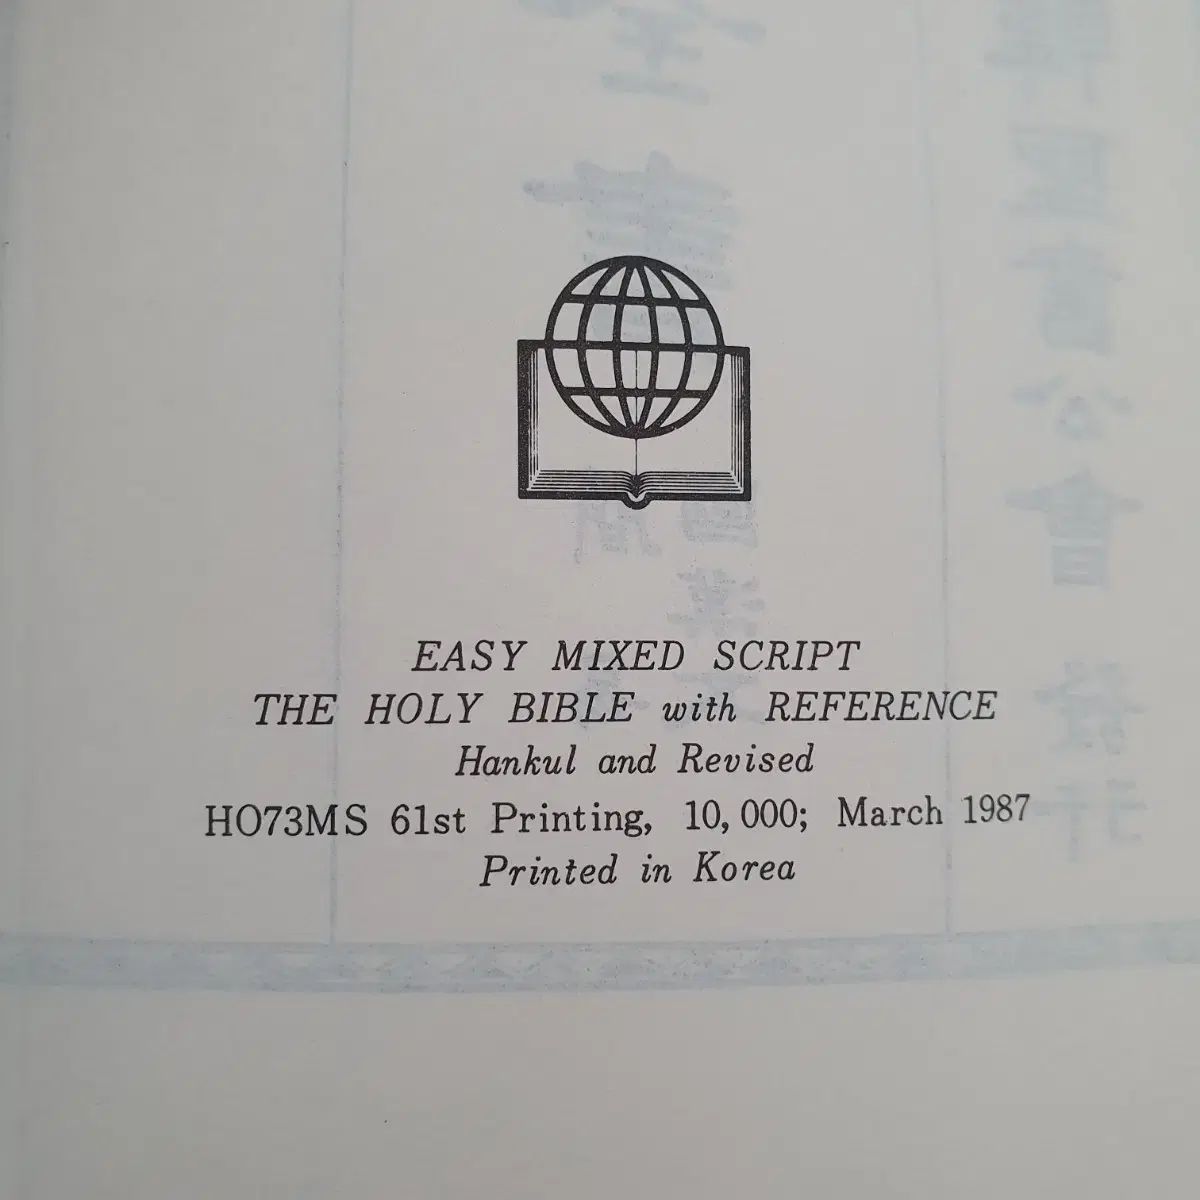 EASY MIXED SCRIPT
THE HOLY BIBLE with REFERENCE
Hankul and Revised
HO73MS 61st Printing, 10,000; March 1987
Printed in Korea